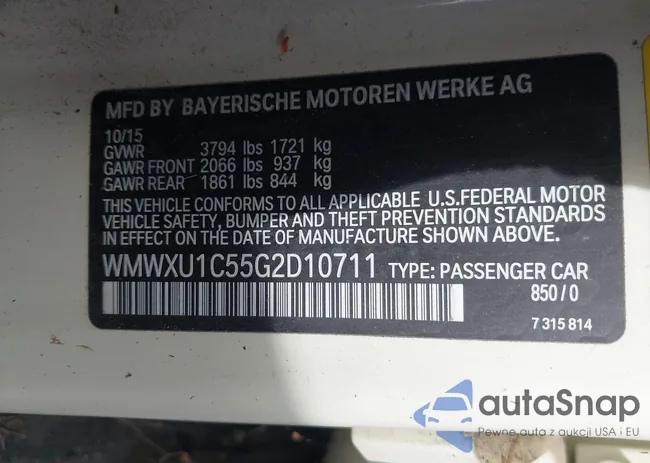 MFD BY BAYERISCHE MOTOREN WERKE AG
10/15
GVWR 3794 lbs 1721 kg
GAWR FRONT 2066 lbs 937 kg
GAWR REAR 1861 lbs 844 kg
THIS VEHICLE CONFORMS TO ALL APPLICABLE U.S.FEDERAL MOTOR
VEHICLE SAFETY, BUMPER AND THEFT PREVENTION STANDARDS
IN EFFECT ON THE DATE OF MANUFACTURE SHOWN ABOVE.
WMWXU1C55G2D10711 TYPE: PASSENGER CAR
850/0
7 315 814
autaSnap
Pewne auta z aukcji USA i EU